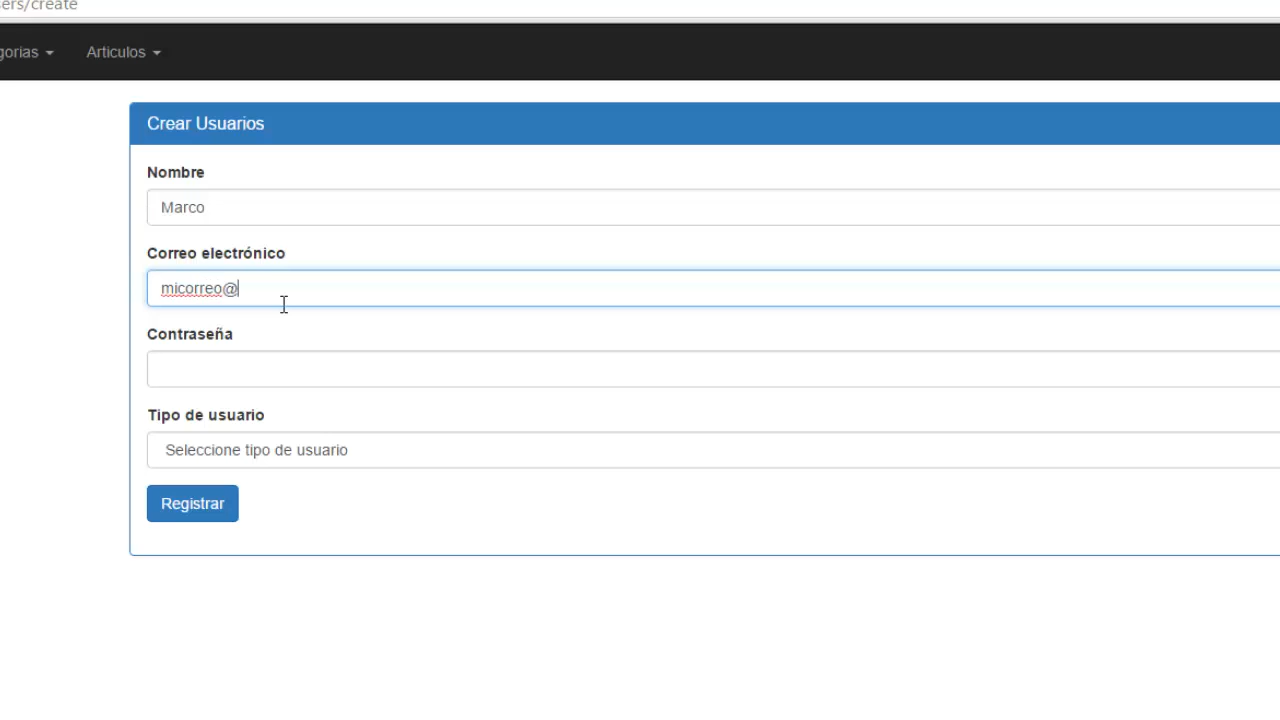 ers/create
gorias Articulos
Crear Usuarios
Nombre
Marco
Correo electrónico
micorreo@
Contraseña
Tipo de usuario
Seleccione tipo de usuario
Registrar